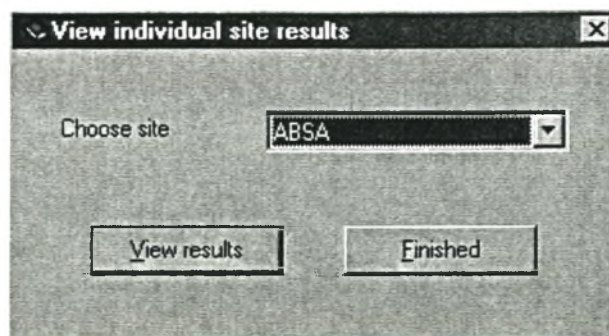 View individual site results
Choose site
ABSA
View results
Finished